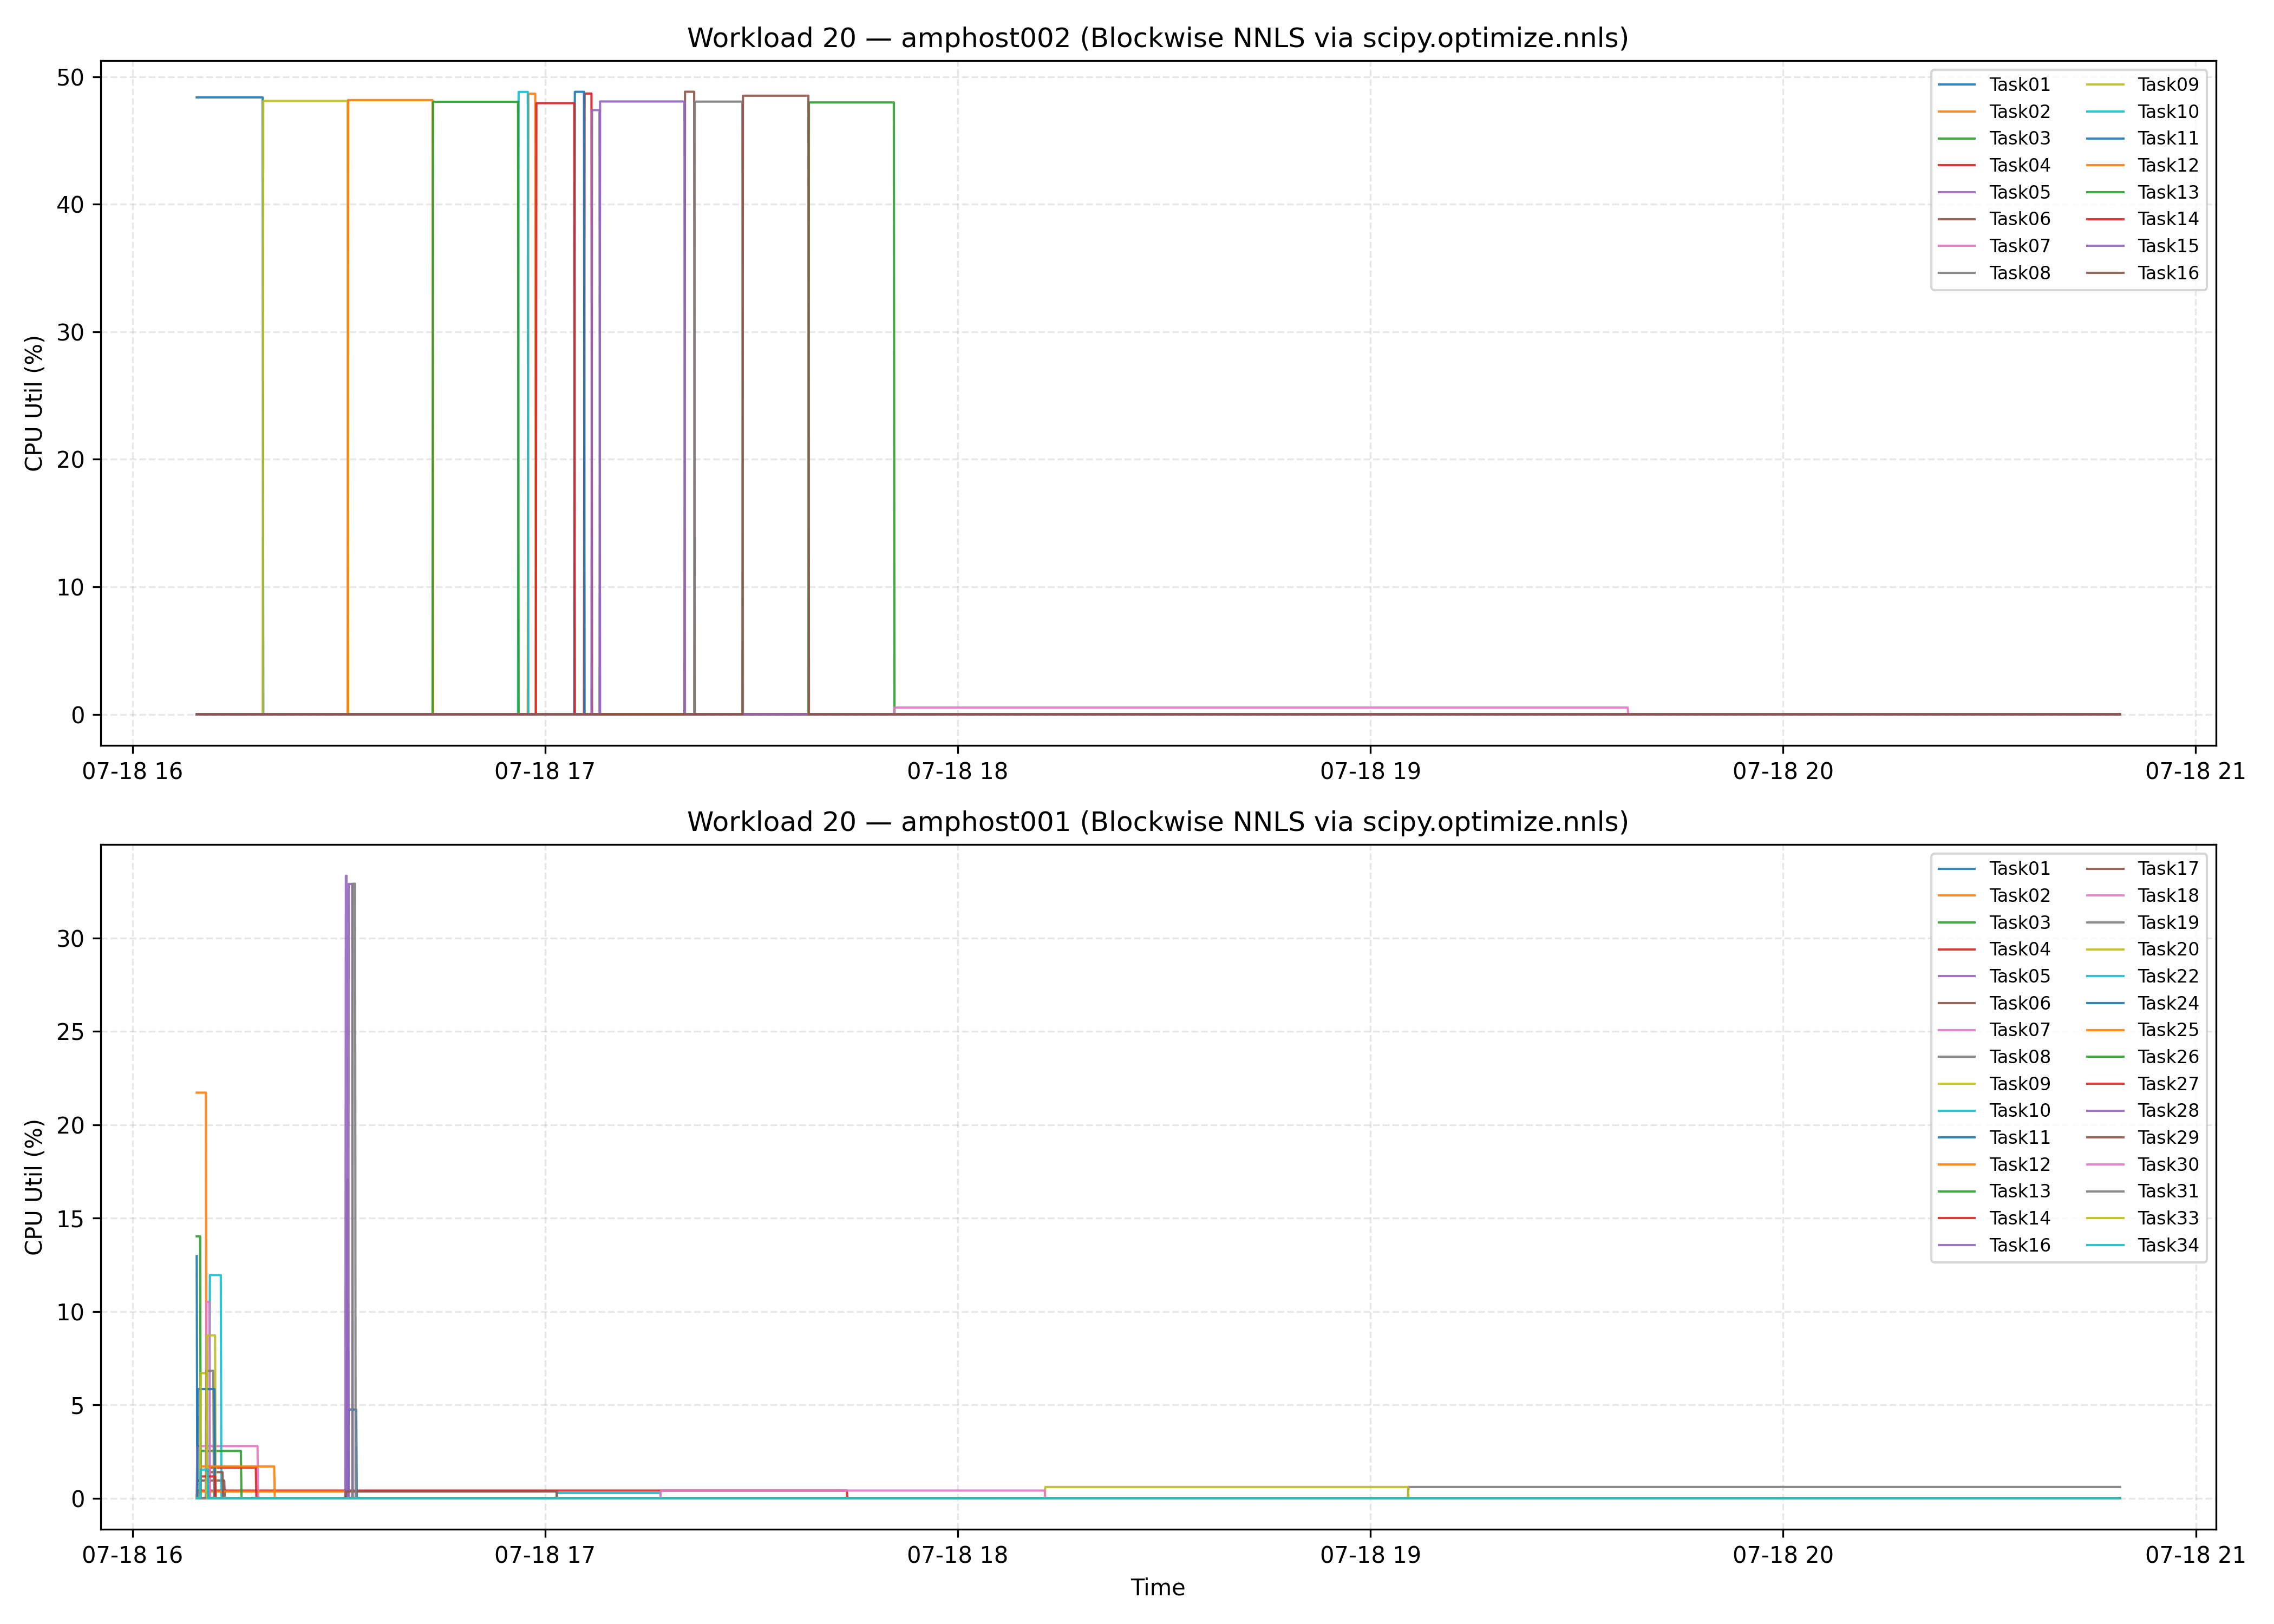 Workload 20 — amphost002 (Blockwise NNLS via scipy.optimize.nnls)
CPU Util (%)
50
40
30
20
10
0
Task01
Task02
Task03
Task04
Task05
Task06
Task07
Task08
Task09
Task10
Task11
Task12
Task13
Task14
Task15
Task16
07-18 16
07-18 17
07-18 18
07-18 19
07-18 20
07-18 21
Workload 20 — amphost001 (Blockwise NNLS via scipy.optimize.nnls)
CPU Util (%)
30
25
20
15
10
5
0
Task01
Task02
Task03
Task04
Task05
Task06
Task07
Task08
Task09
Task10
Task11
Task12
Task13
Task14
Task16
Task17
Task18
Task19
Task20
Task22
Task24
Task25
Task26
Task27
Task28
Task29
Task30
Task31
Task33
Task34
07-18 16
07-18 17
07-18 18
07-18 19
07-18 20
07-18 21
Time